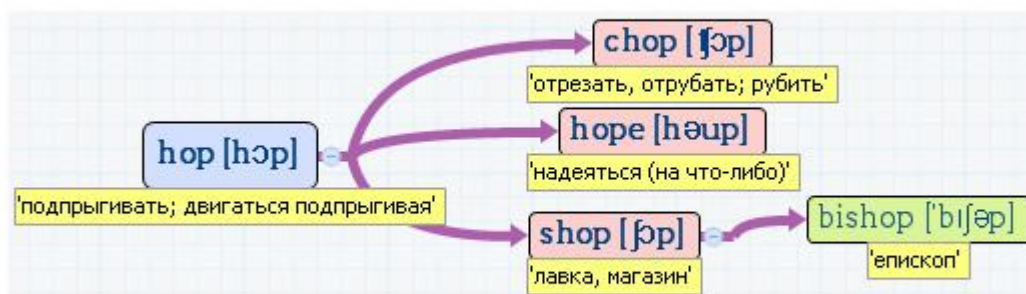 chop [ʧɔp]
'отрезать, отрубать; рубить'
hop [hɔp]
'подпрыгивать; двигаться подпрыгивая'
hope [həup]
'надеяться (на что-либо)'
shop [ʃɔp]
'лавка, магазин'
bishop ['bıʃəp]
'епископ'